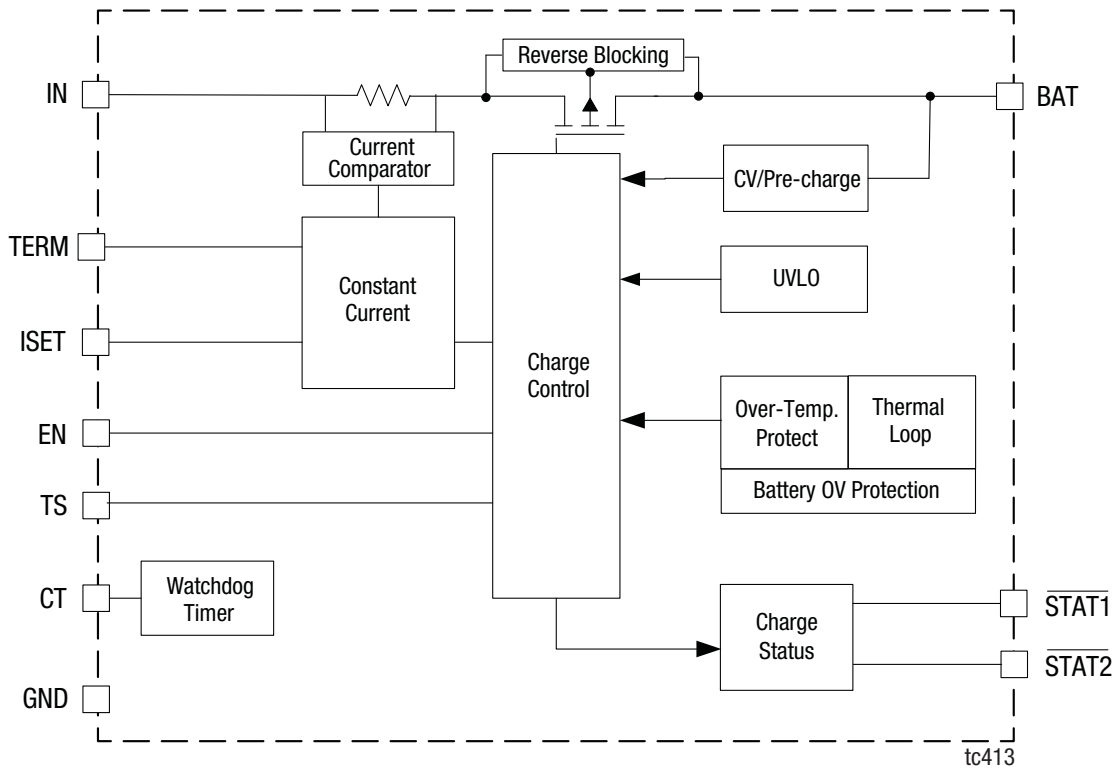 Reverse Blocking
IN
BAT
Current
Comparator
CV/Pre-charge
TERM
Constant
Current
UVLO
ISET
Charge
Control
Over-Temp.
Protect
Thermal
Loop
EN
Battery OV Protection
TS
CT
Watchdog
Timer
Charge
Status
STAT1
STAT2
GND
tc413